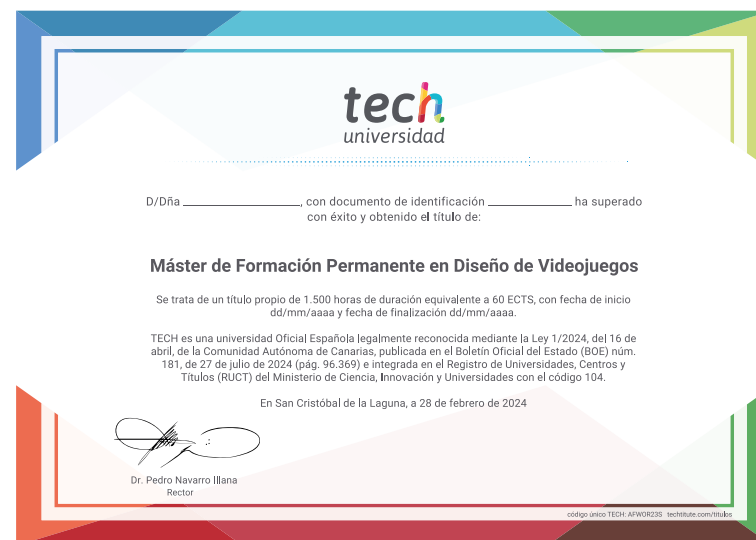 tech
universidad
D/Dña ____________________, con documento de identificación ______________ ha superado
con éxito y obtenido el título de:
Máster de Formación Permanente en Diseño de Videojuegos
Se trata de un título propio de 1.500 horas de duración equivalente a 60 ECTS, con fecha de inicio
dd/mm/aaaa y fecha de finalización dd/mm/aaaa.
TECH es una universidad Oficial Española legalmente reconocida mediante la Ley 1/2024, del 16 de
abril, de la Comunidad Autónoma de Canarias, publicada en el Boletín Oficial del Estado (BOE) núm.
181, de 27 de julio de 2024 (pág. 96.369) e integrada en el Registro de Universidades, Centros y
Títulos (RUCT) del Ministerio de Ciencia, Innovación y Universidades con el código 104.
En San Cristóbal de la Laguna, a 28 de febrero de 2024
Dr. Pedro Navarro Illana
Rector
código único TECH: AFWOR23S techtitute.com/titulos